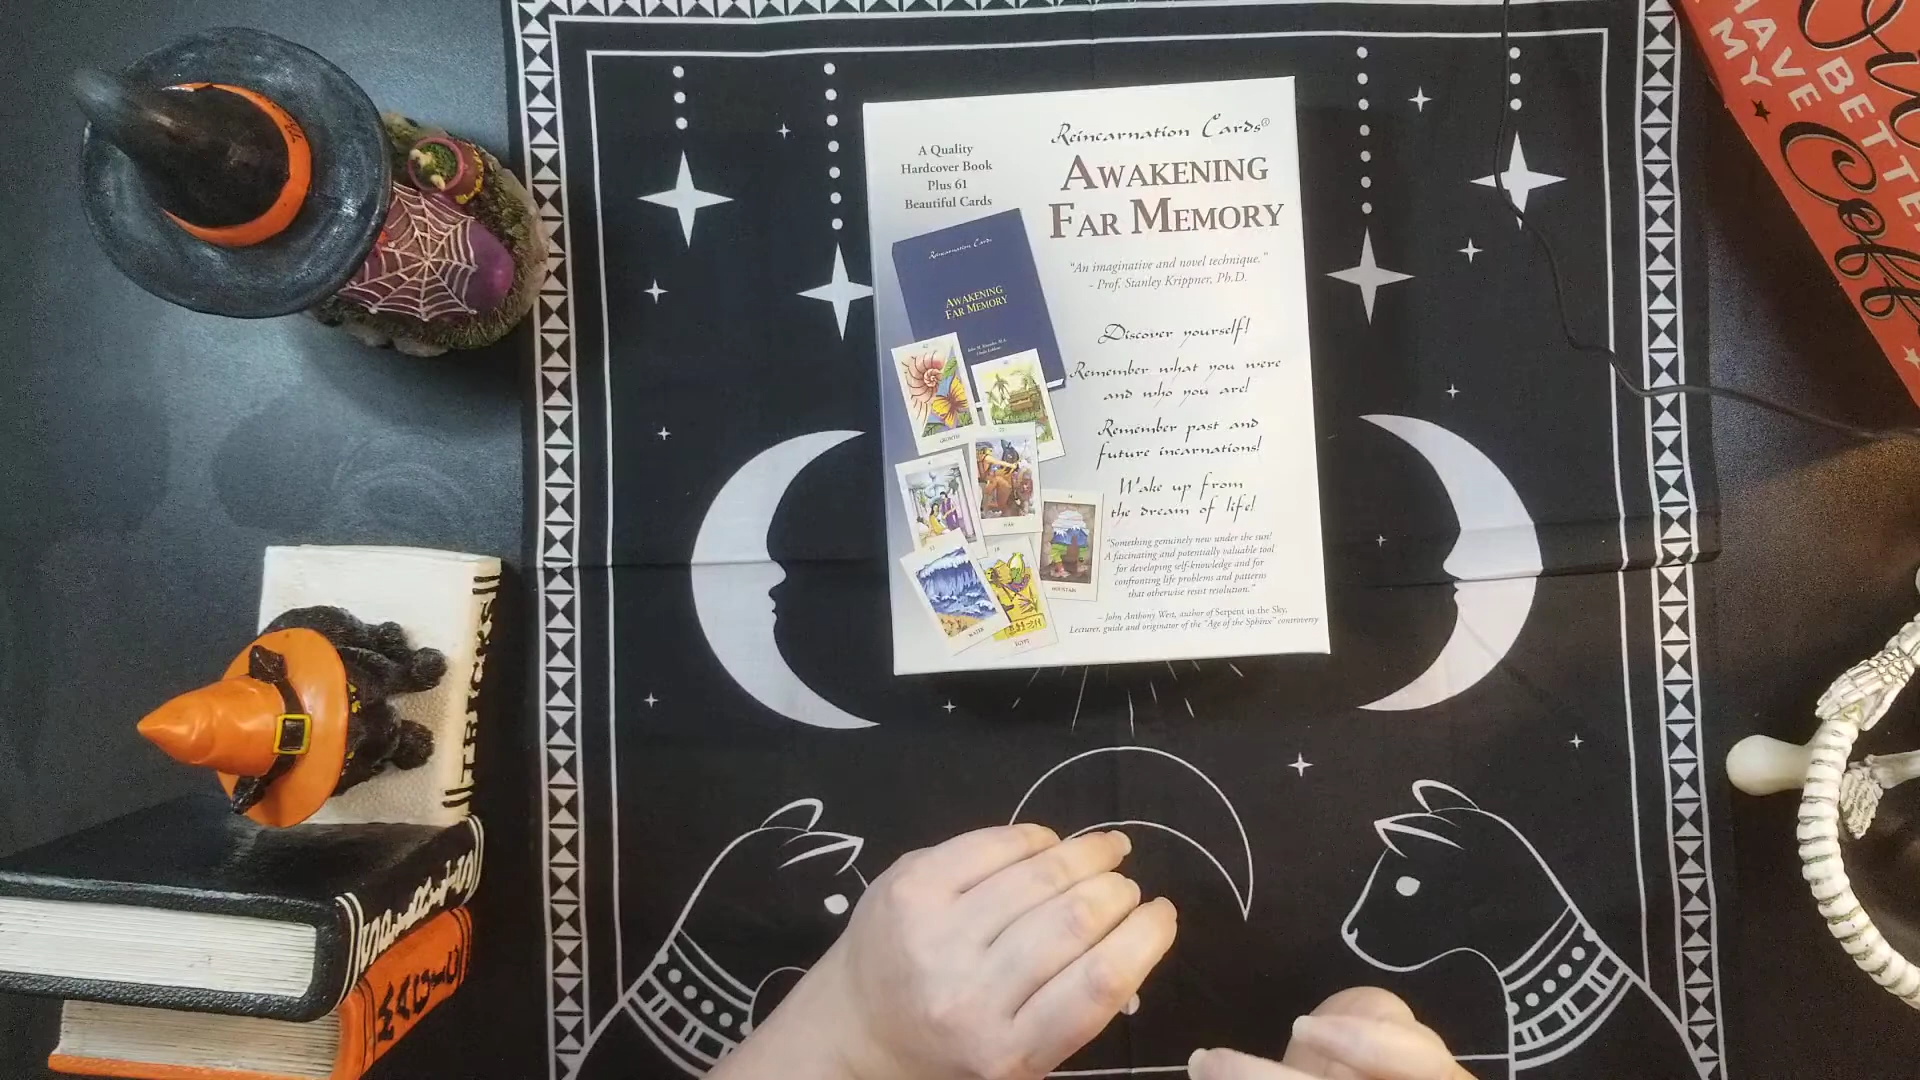 A Quality
Hardcover Book
Plus 61
Beautiful Cards
Reincarnation Cards®
AWAKENING
FAR MEMORY
"An imaginative and novel technique."
- Prof. Stanley Krippner, Ph.D.
Discover yourself!
Remember what you were
and who you are!
Remember past and
future incarnations!
Wake up from
the dream of life!
"Something genuinely new under the sun!
A fascinating and potentially valuable tool
for developing self-knowledge and for
confronting life problems and patterns
that otherwise resist resolution."
– John Anthony West, author of Serpent in the Sky.
Lecturer, guide and originator of the "Age of the Sphinx" controversy
Reincarnation Cards
AWAKENING
FAR MEMORY
GROWTH
WAR
MOUNTAIN
WATER
EGYPT
TRICKS
MAGIC
HAVE BETTER
MY
Coff